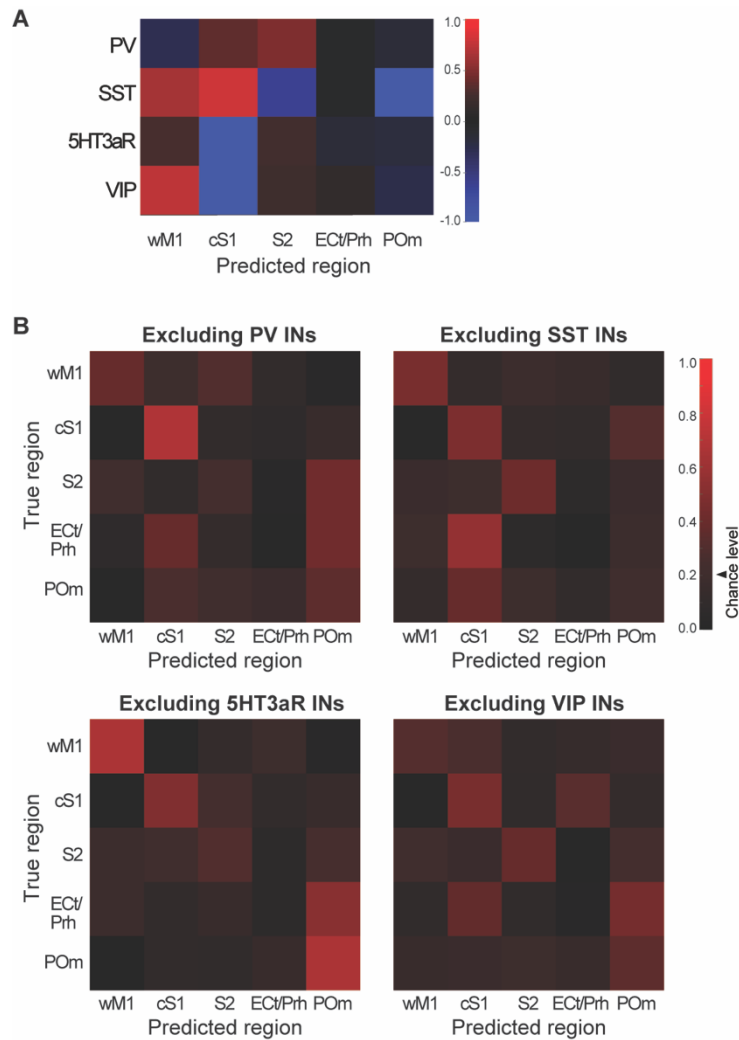 A
PV
SST
5HT3aR
VIP
1.0
0.5
0.0
-0.5
-1.0
wM1 cS1 S2 ECt/Prh POm
Predicted region
B
Excluding PV INs
Excluding SST INs
wM1
cS1
S2
ECt/
Prh
POm
True region
wM1 cS1 S2 ECt/Prh POm
Predicted region
wM1 cS1 S2 ECt/Prh POm
Predicted region
1.0
0.8
0.6
0.4
0.2
0.0
Chance level
Excluding 5HT3aR INs
Excluding VIP INs
wM1
cS1
S2
ECt/
Prh
POm
True region
wM1 cS1 S2 ECt/Prh POm
Predicted region
wM1 cS1 S2 ECt/Prh POm
Predicted region